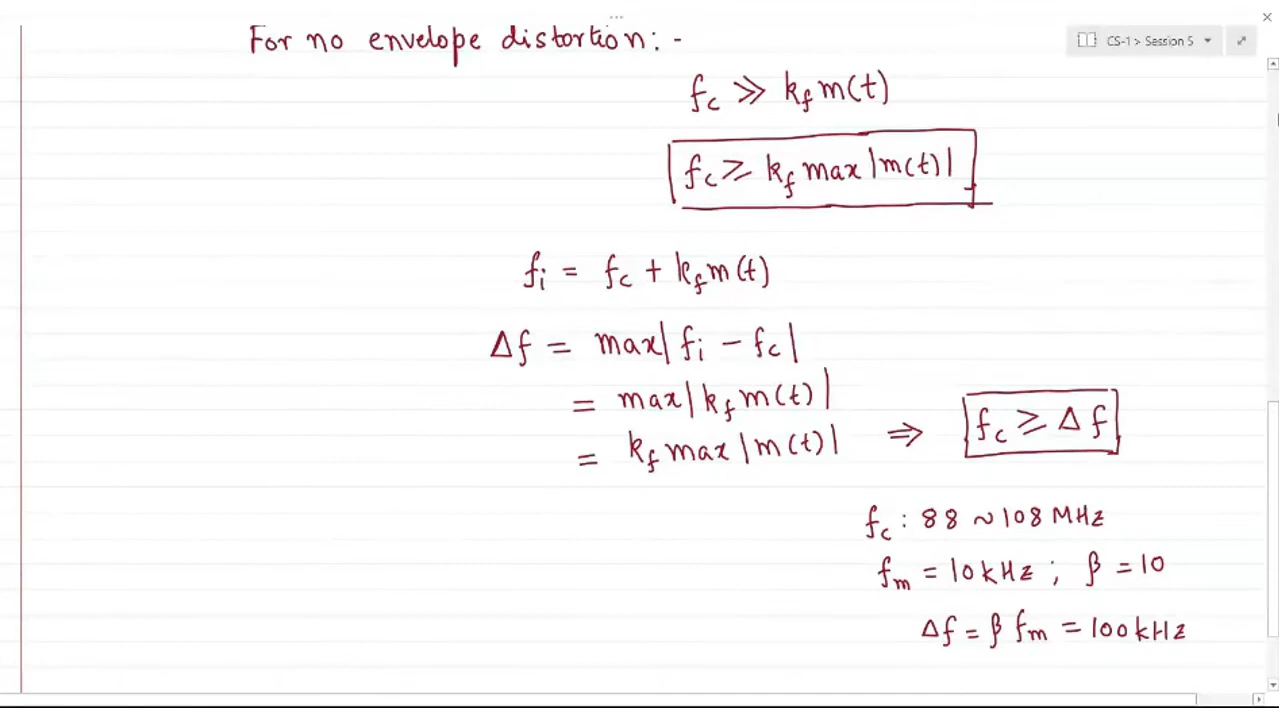 CS-1 > Session 5
For no envelope distortion: -
fc ≫ kf m(t)
fc ≥ kf max |m(t)|
fi = fc + kf m(t)
Δf = max| fi - fc |
= max| kf m(t) |
= kf max |m(t)| ⇒ fc ≥ Δf
fc : 88 ~ 108 MHz
fm = 10 kHz ; β = 10
Δf = β fm = 100 kHz